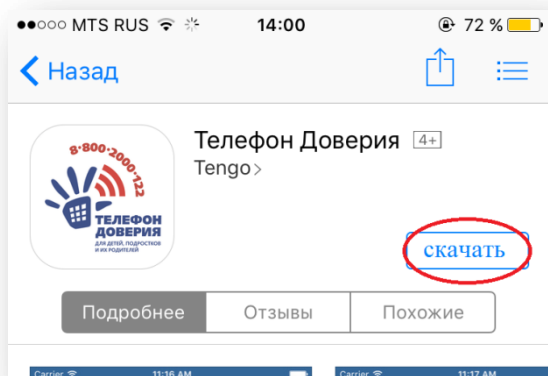 ●●○○○ MTS RUS 14:00 72 %
Назад
Телефон Доверия 4+
Tengo>
8-800-2000-122
ТЕЛЕФОН
ДОВЕРИЯ
ДЛЯ ДЕТЕЙ, ПОДРОСТКОВ
И ИХ РОДИТЕЛЕЙ
скачать
Подробнее Отзывы Похожие
Carrier 11:16 AM Carrier 11:17 AM